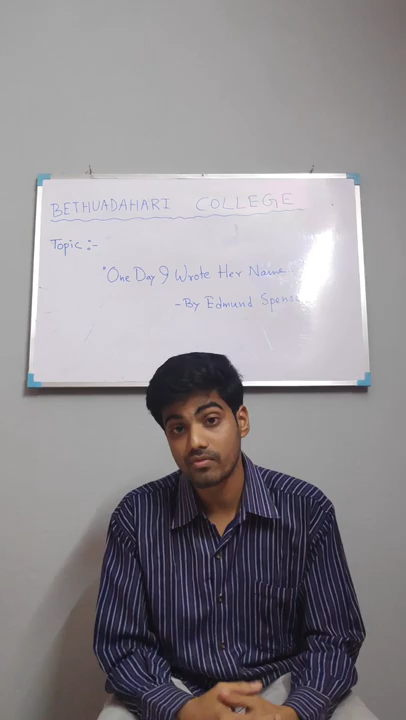 BETHUADAHARI COLLEGE
Topic :-
"One Day I Wrote Her Name
- By Edmund